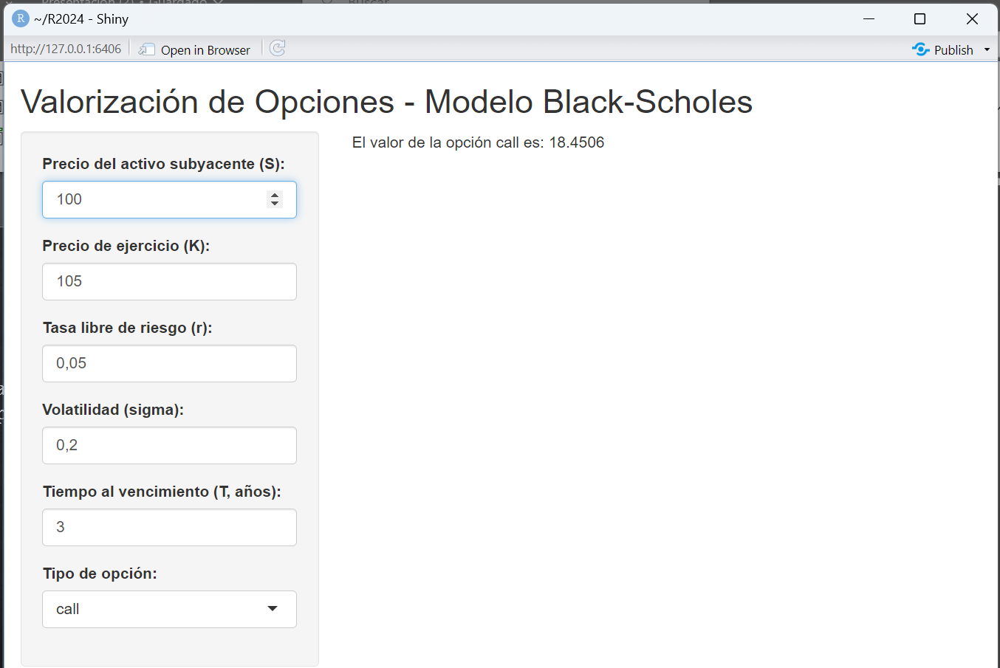 ~/R2024 - Shiny
http://127.0.0.1:6406
Open in Browser
Publish
Valorización de Opciones - Modelo Black-Scholes
Precio del activo subyacente (S):
100
Precio de ejercicio (K):
105
Tasa libre de riesgo (r):
0,05
Volatilidad (sigma):
0,2
Tiempo al vencimiento (T, años):
3
Tipo de opción:
call
El valor de la opción call es: 18.4506